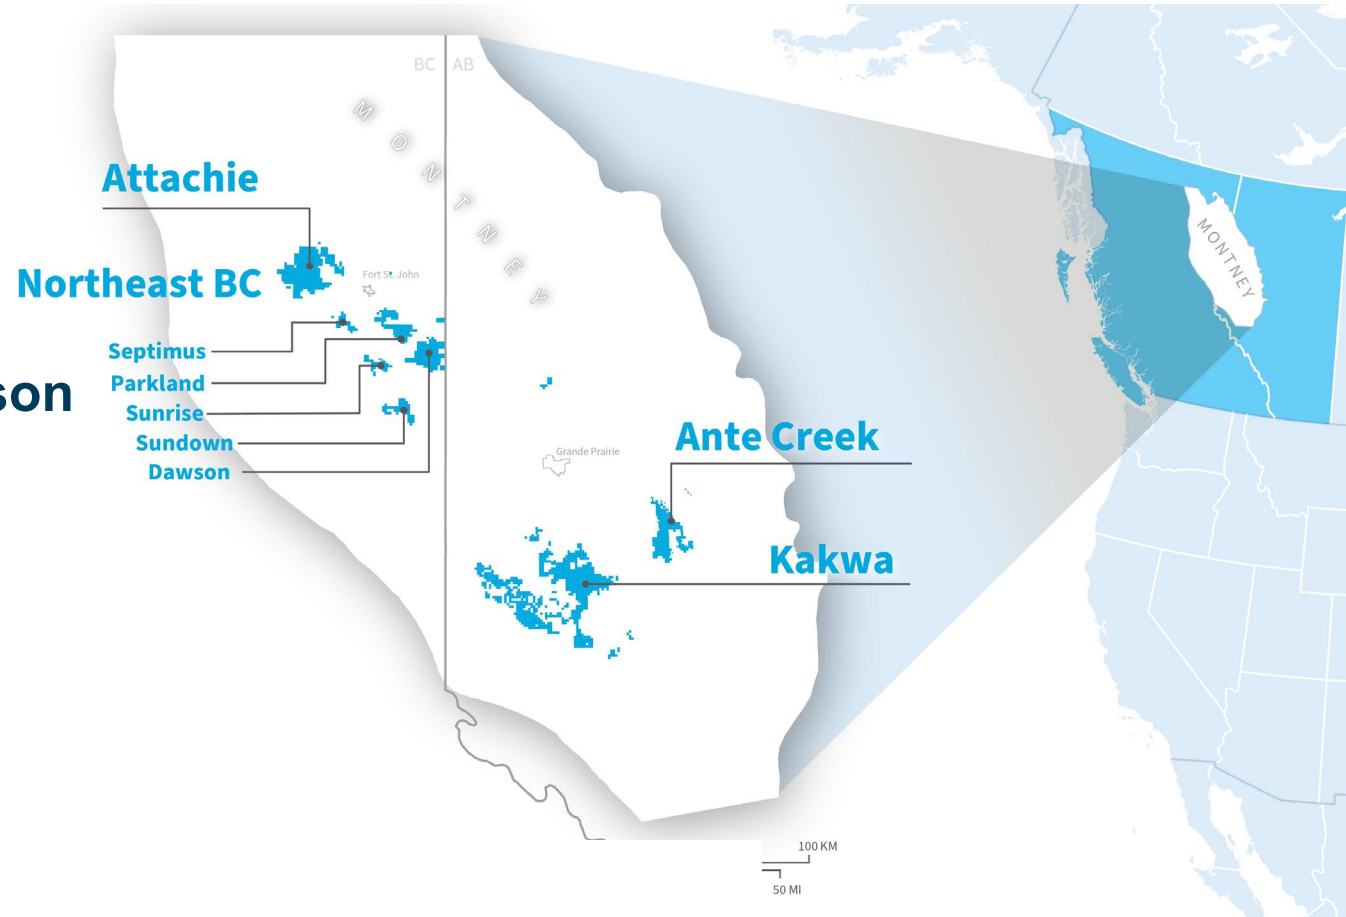 BC AB
MONTNEY
Attachie
Fort St. John
Northeast BC
Septimus
Parkland
Sunrise
Sundown
Dawson
son
Grande Prairie
Ante Creek
Kakwa
MONTNEY
100 KM
50 MI